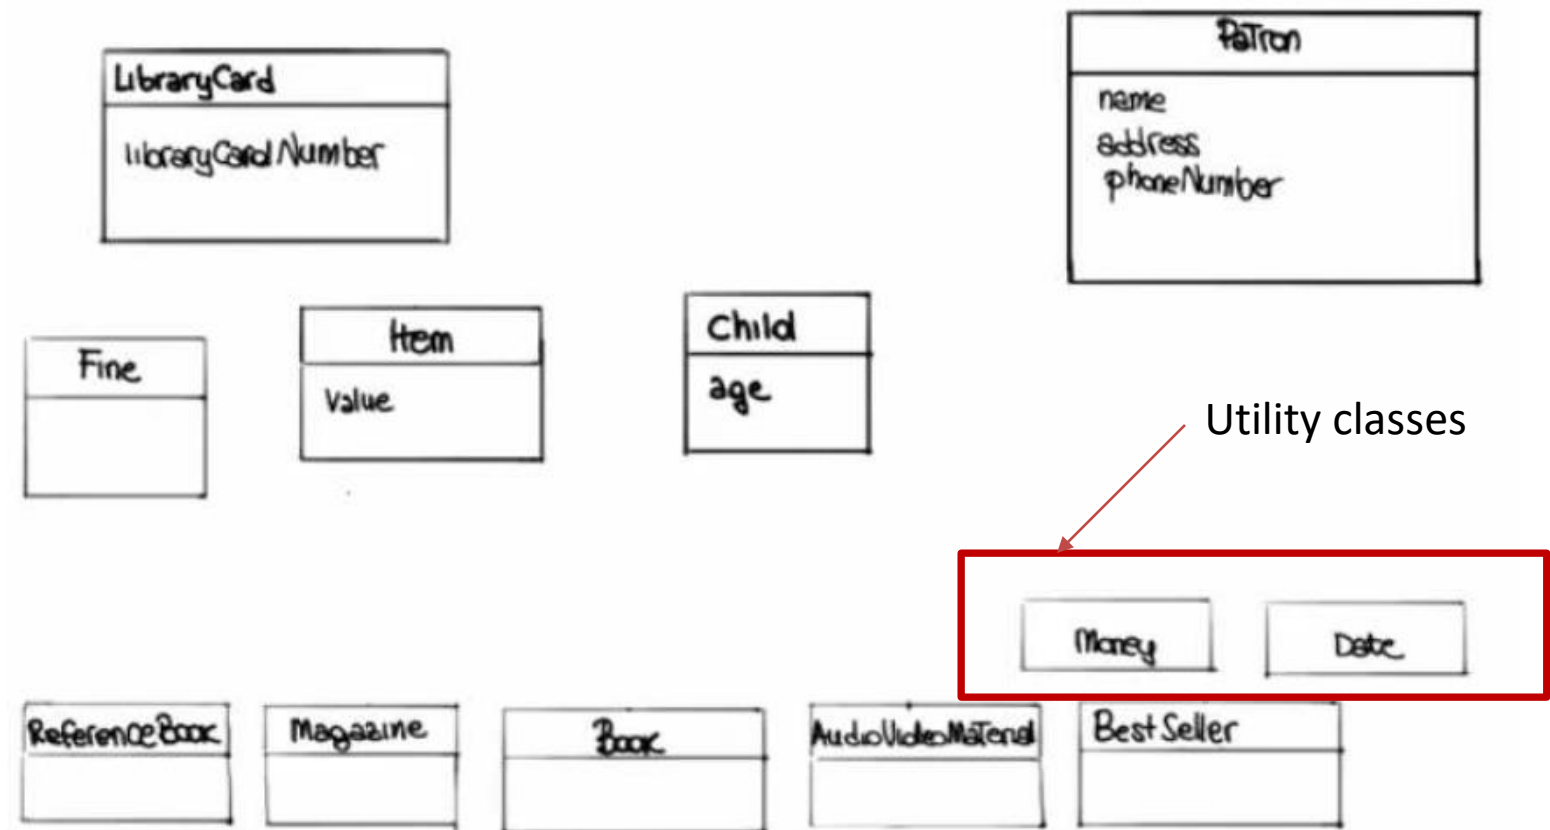 LibraryCard
libraryCardNumber
Patron
name
address
phoneNumber
Fine
Item
Value
Child
age
Utility classes
Money
Date
ReferenceBook
Magazine
Book
AudioVideoMaterial
Best Seller